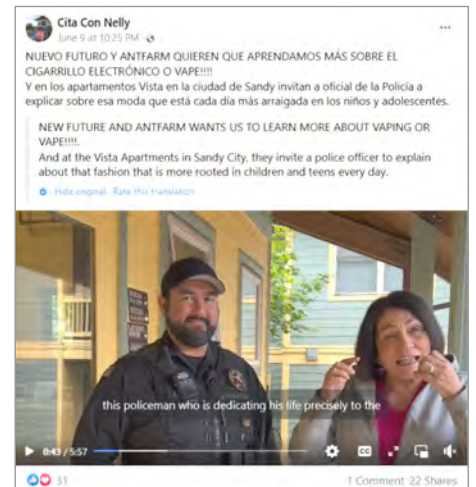 Cita Con Nelly
June 9 at 10:25 PM
NUEVO FUTURO Y ANTFARM QUIEREN QUE APRENDAMOS MÁS SOBRE EL
CIGARRILLO ELECTRÓNICO O VAPE!!!!
Y en los apartamentos Vista en la ciudad de Sandy invitan a oficial de la Policía a
explicar sobre esa moda que está cada día más arraigada en los niños y adolescentes.
NEW FUTURE AND ANTFARM WANTS US TO LEARN MORE ABOUT VAPING OR
VAPE!!!!.
And at the Vista Apartments in Sandy City, they invite a police officer to explain
about that fashion that is more rooted in children and teens every day.
Hide original · Rate this translation
this policeman who is dedicating his life precisely to the
0:43 / 5:57
CC
31
1 Comment 22 Shares